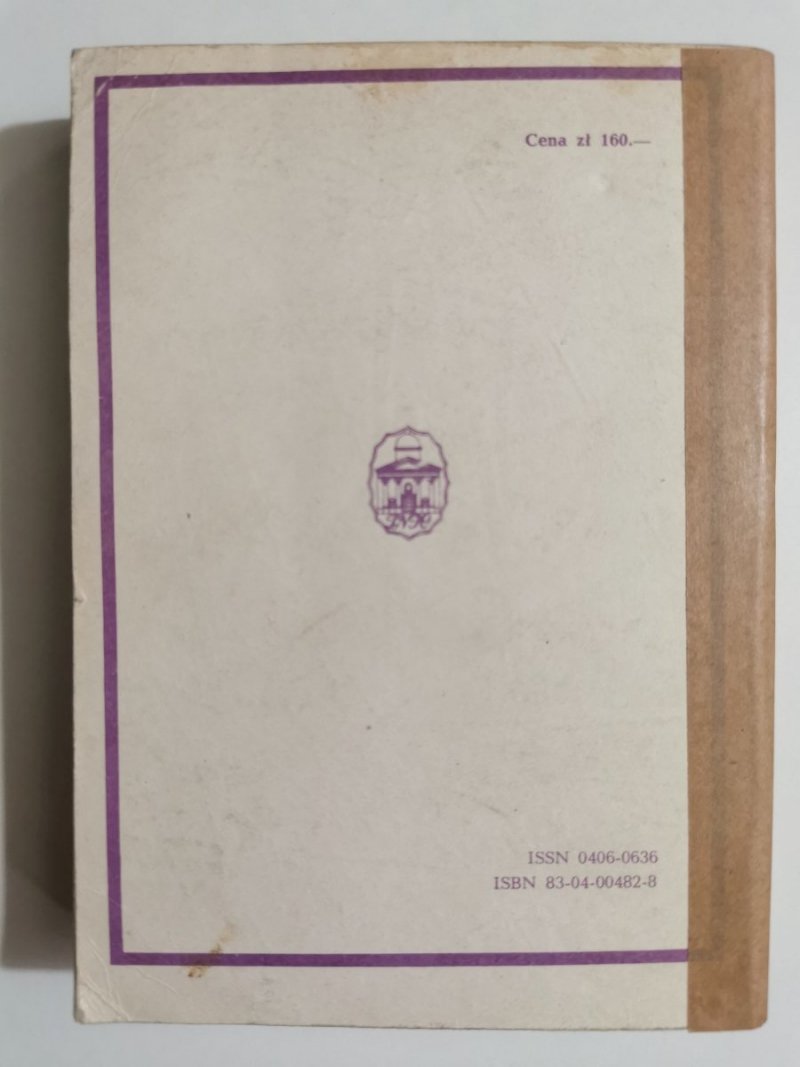 Cena zł 160.—
ISSN 0406-0636
ISBN 83-04-00482-8